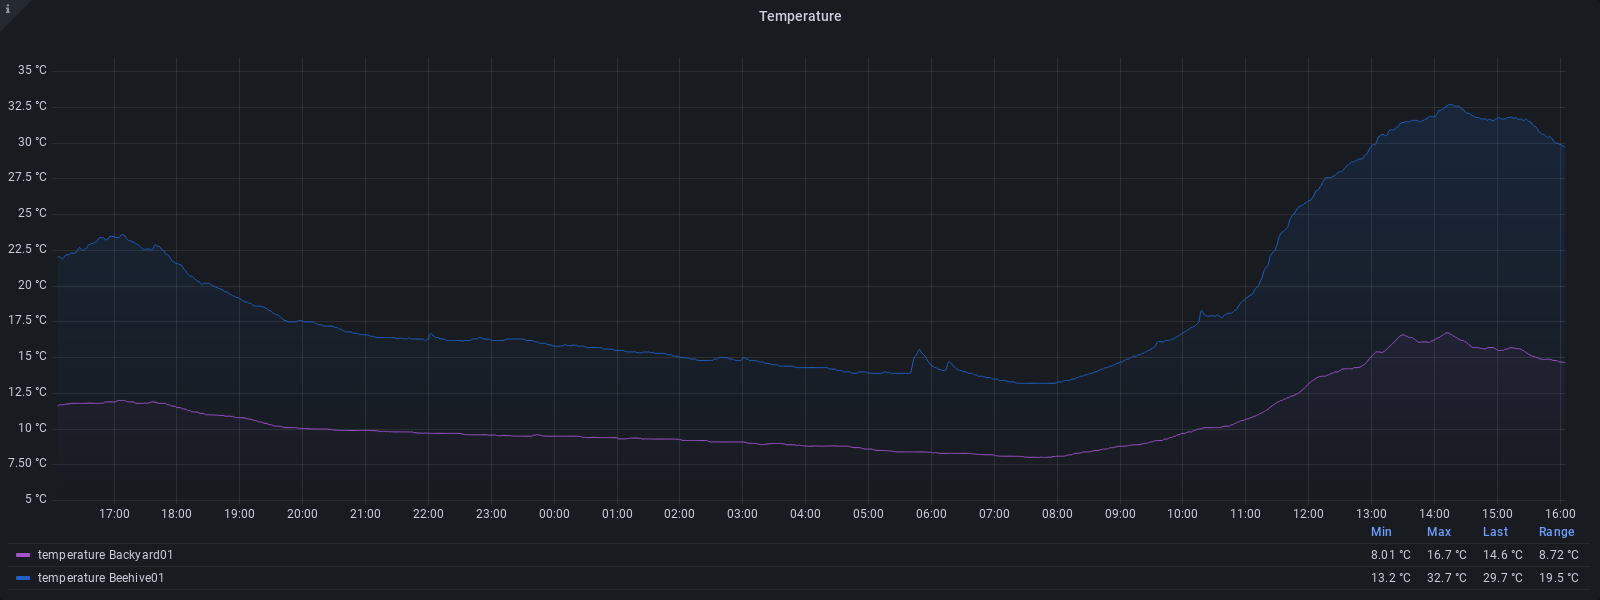 i
Temperature
35 °C
32.5 °C
30 °C
27.5 °C
25 °C
22.5 °C
20 °C
17.5 °C
15 °C
12.5 °C
10 °C
7.50 °C
5 °C
17:00 18:00 19:00 20:00 21:00 22:00 23:00 00:00 01:00 02:00 03:00 04:00 05:00 06:00 07:00 08:00 09:00 10:00 11:00 12:00 13:00 14:00 15:00 16:00
Min Max Last Range
temperature Backyard01 8.01 °C 16.7 °C 14.6 °C 8.72 °C
temperature Beehive01 13.2 °C 32.7 °C 29.7 °C 19.5 °C